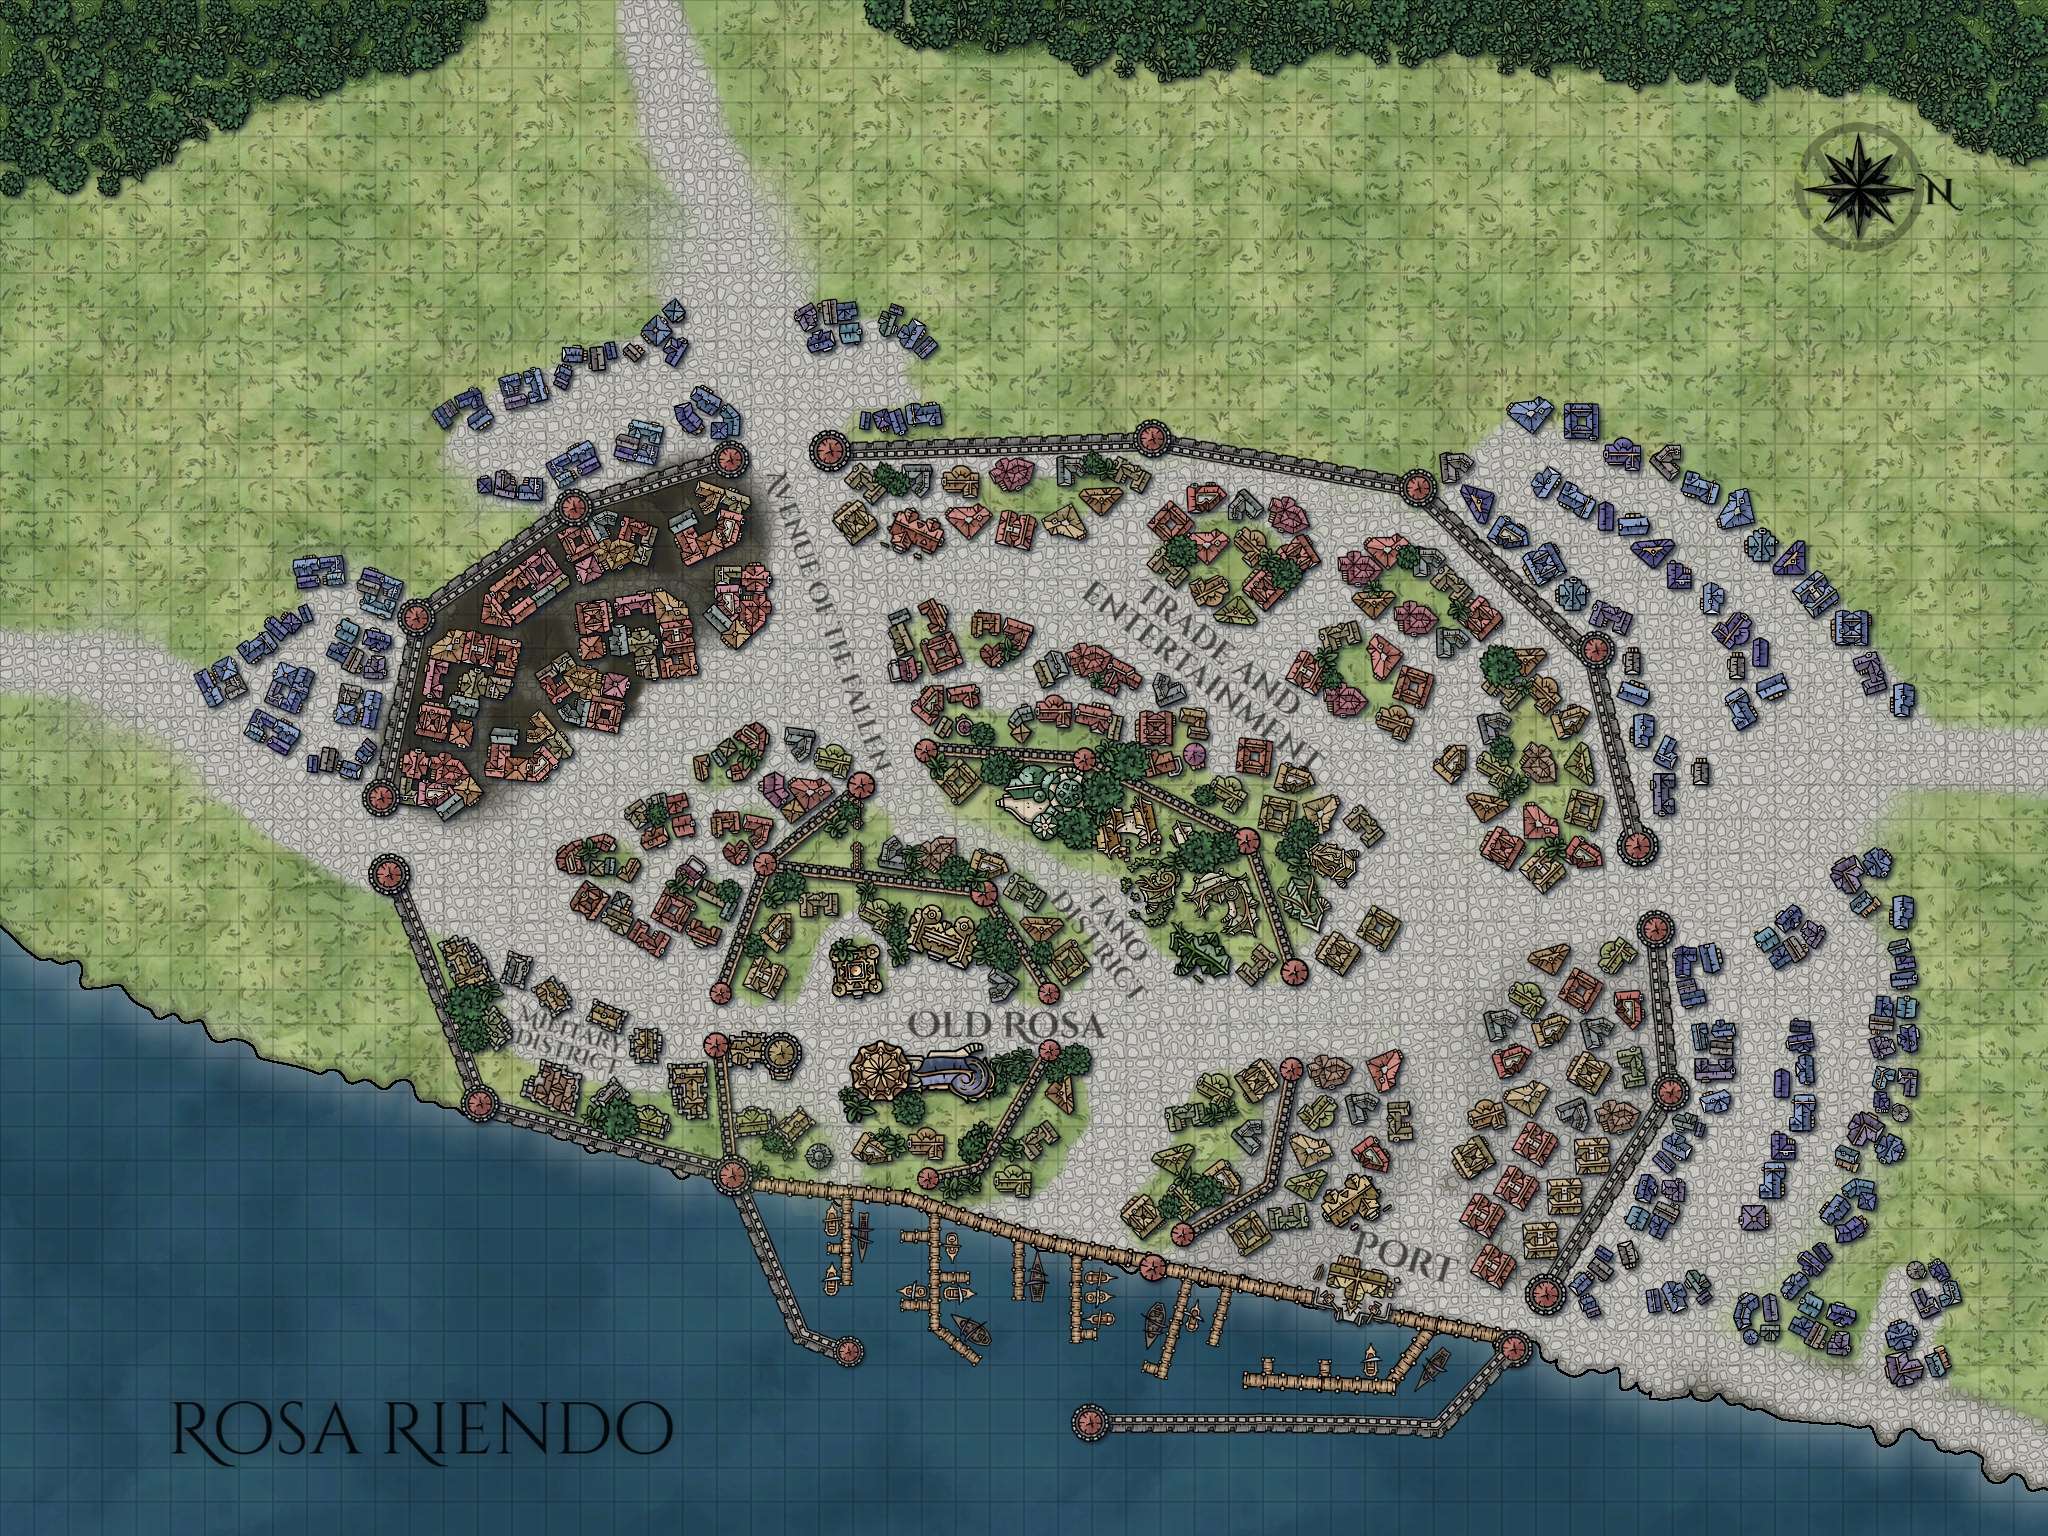 N
AVENUE OF THE FALLEN
TRADE AND
ENTERTAINMENT
TANO
DISTRICT
MILITARY
DISTRICT
OLD ROSA
PORT
ROSA RIENDO